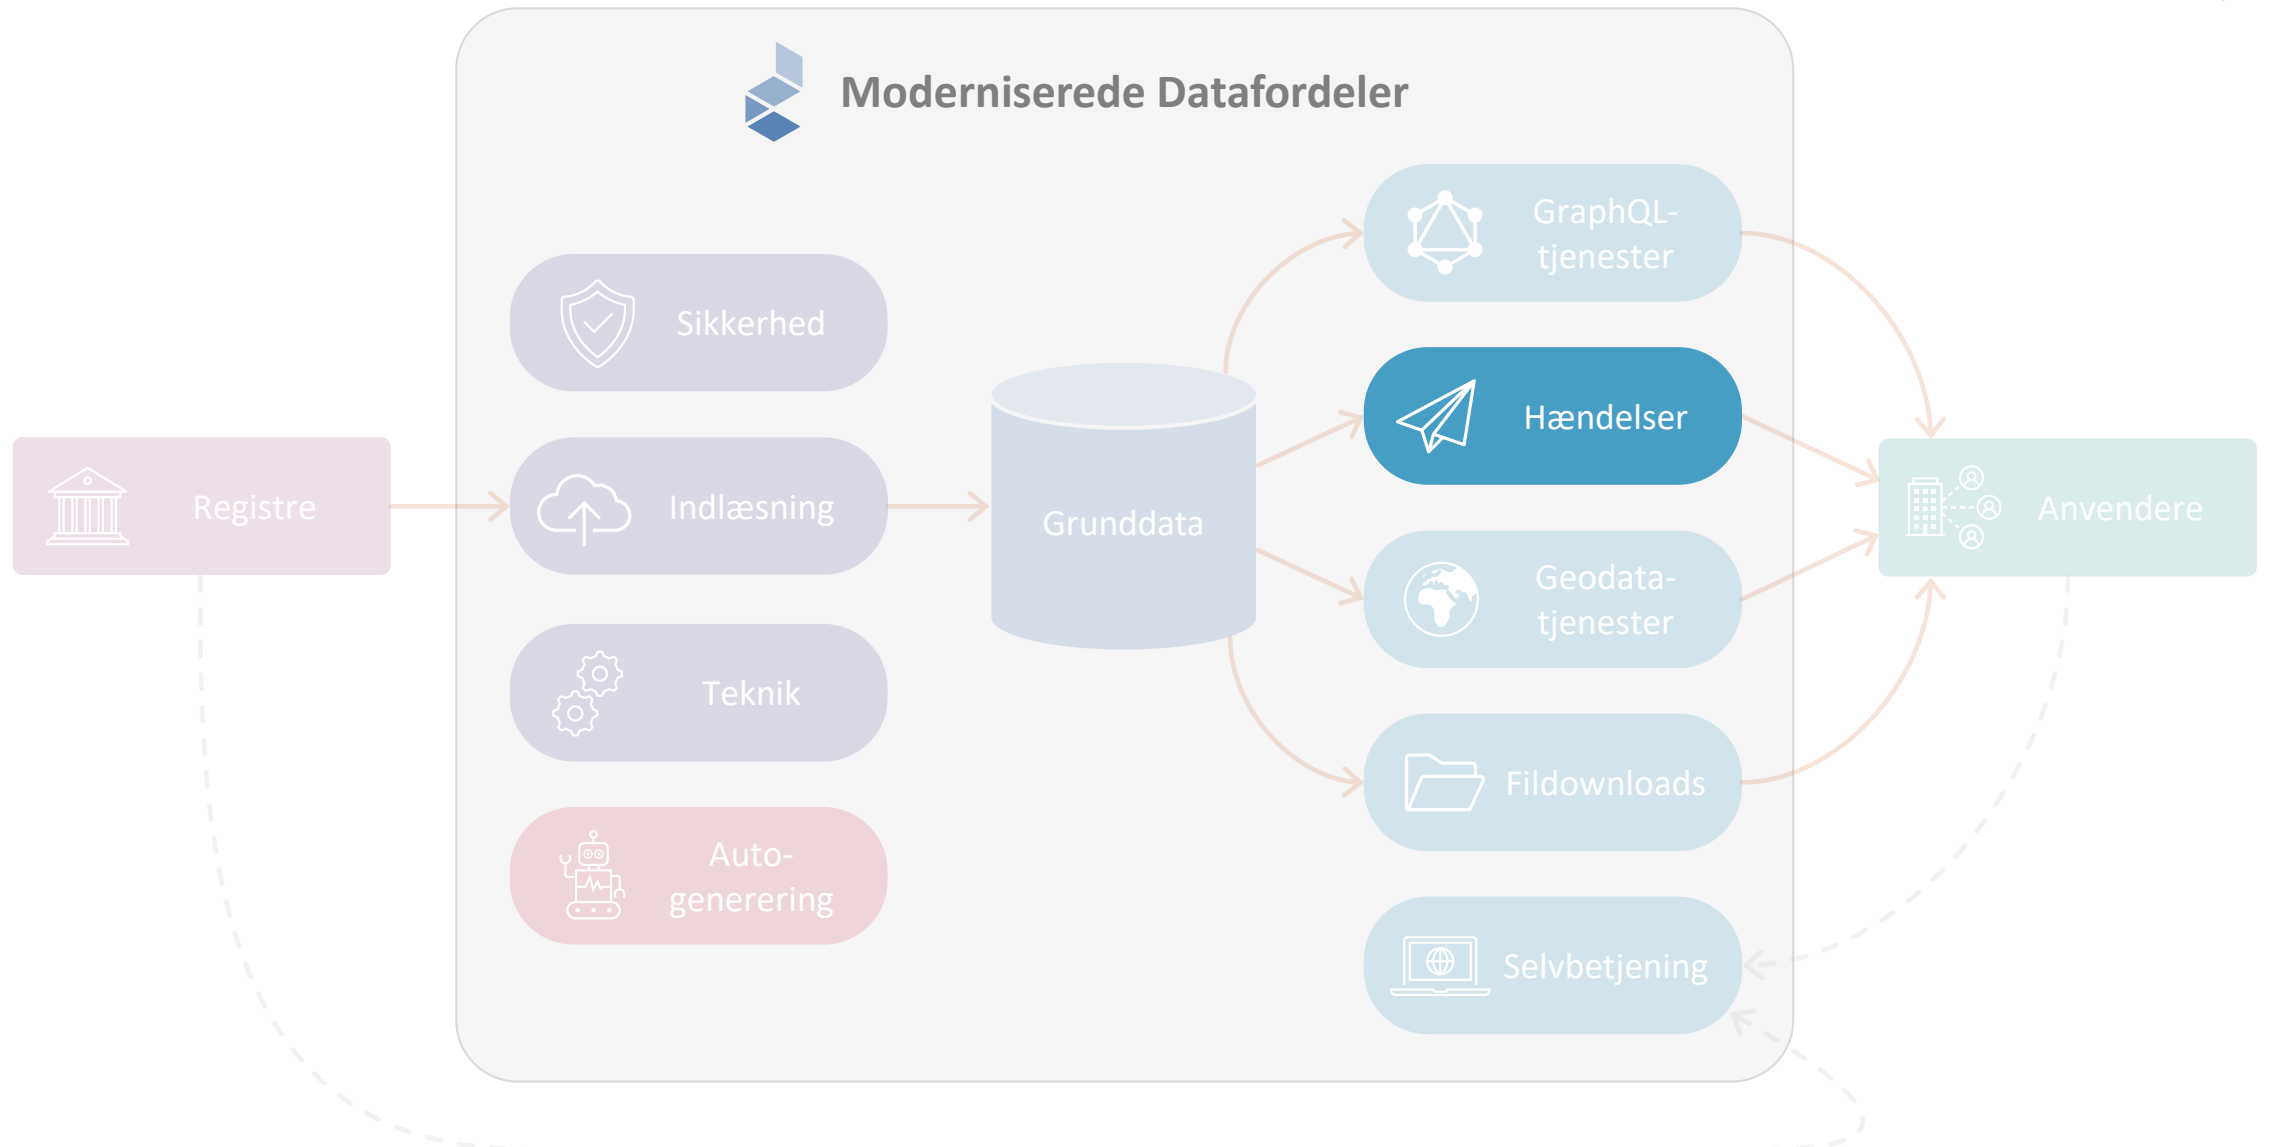 Moderniserede Datafordeler
Registre
Sikkerhed
Indlæsning
Teknik
Auto-
generering
Grunddata
GraphQL-
tjenester
Hændelser
Geodata-
tjenester
Fildownloads
Selvbetjening
Anvendere